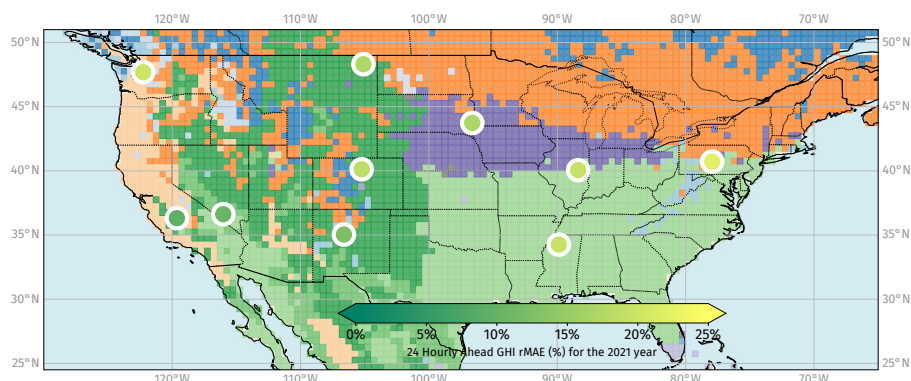 120°W 110°W 100°W 90°W 80°W 70°W
50°N 50°N
45°N 45°N
40°N 40°N
35°N 35°N
30°N 30°N
0% 5% 10% 15% 20% 25%
24 Hourly Ahead GHI rMAE (%) for the 2021 year
25°N 25°N
120°W 110°W 100°W 90°W 80°W 70°W